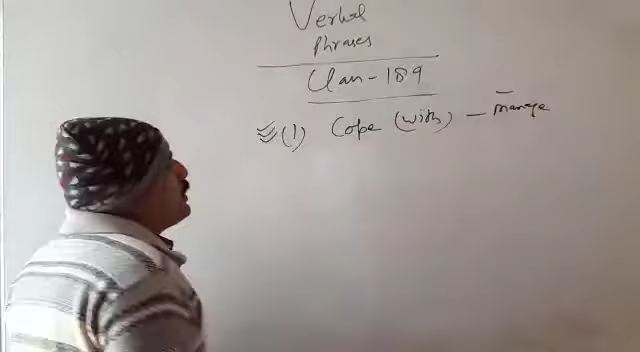 Verbal
Phrases
Class - 189
(1) Cope (with) - manage